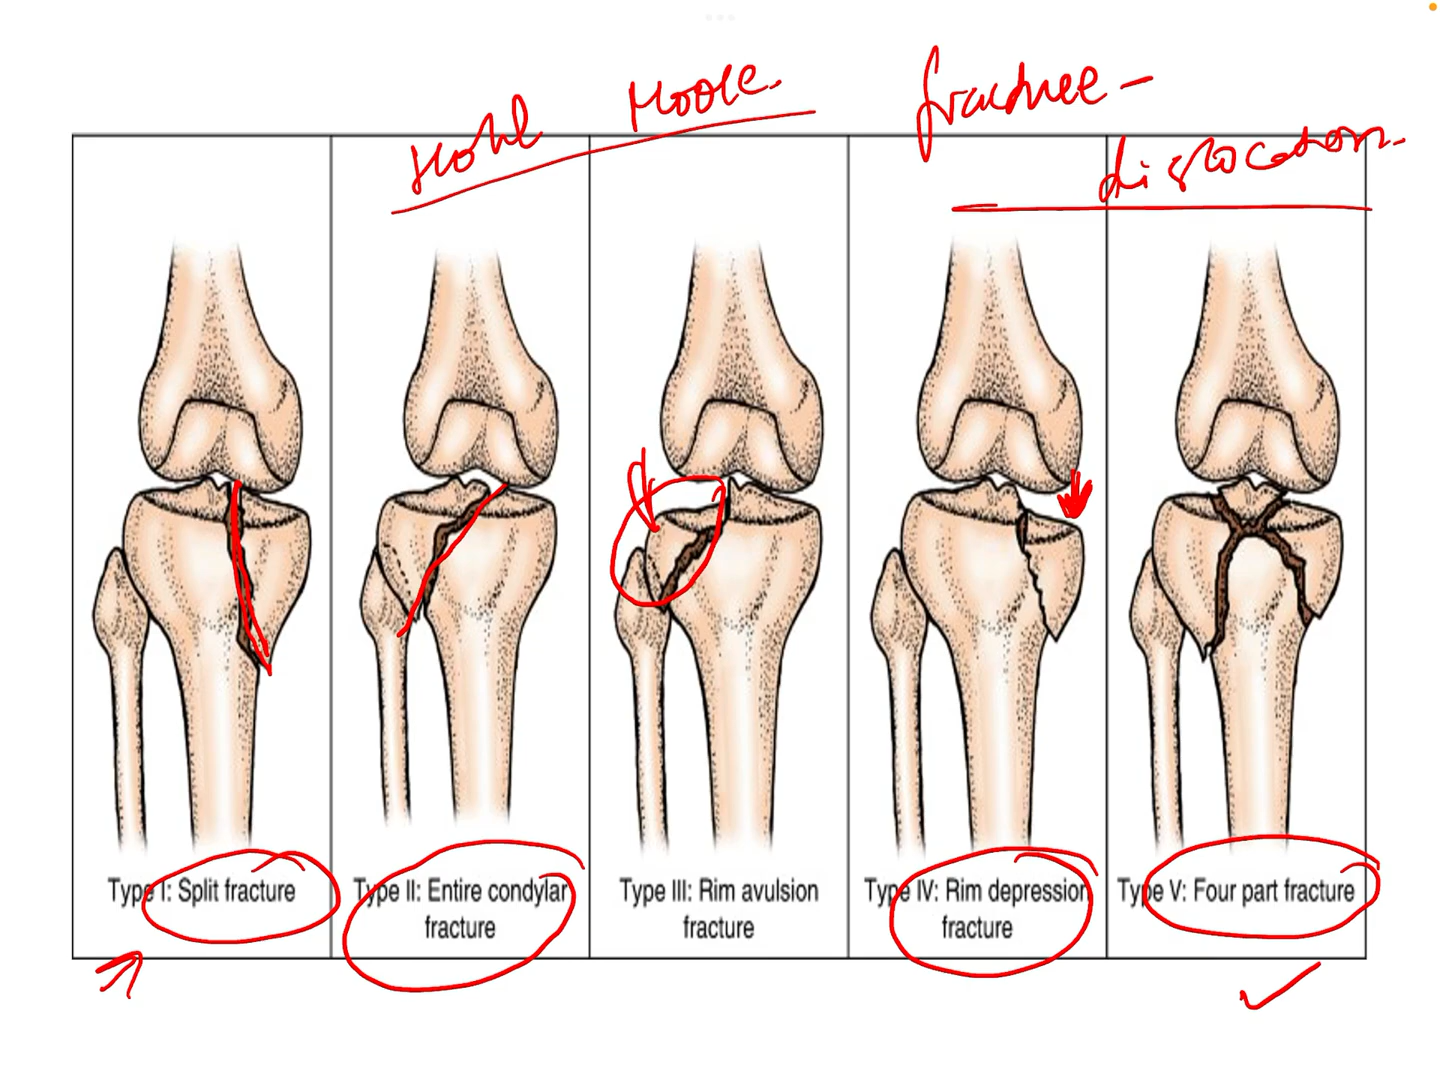 Hohl Moore.
fracture -
dislocation.
Type I: Split fracture
Type II: Entire condylar
fracture
Type III: Rim avulsion
fracture
Type IV: Rim depression
fracture
Type V: Four part fracture